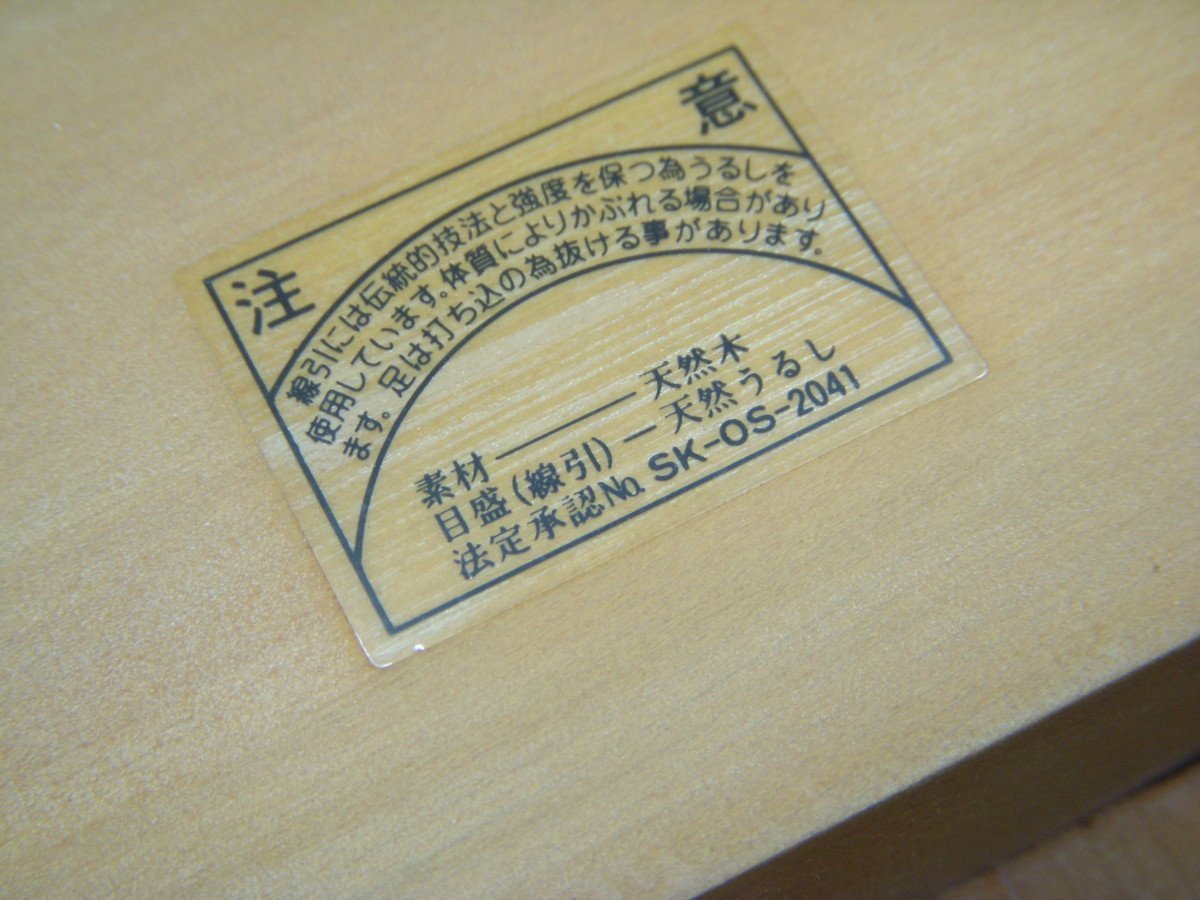 注意
線引には伝統的技法と強度を保つ為うるしを
使用しています。体質によりかぶれる場合があり
ます。足は打ち込の為抜ける事があります。
素材――――天然木
目盛(線引)―天然うるし
法定承認No. SK-OS-2041